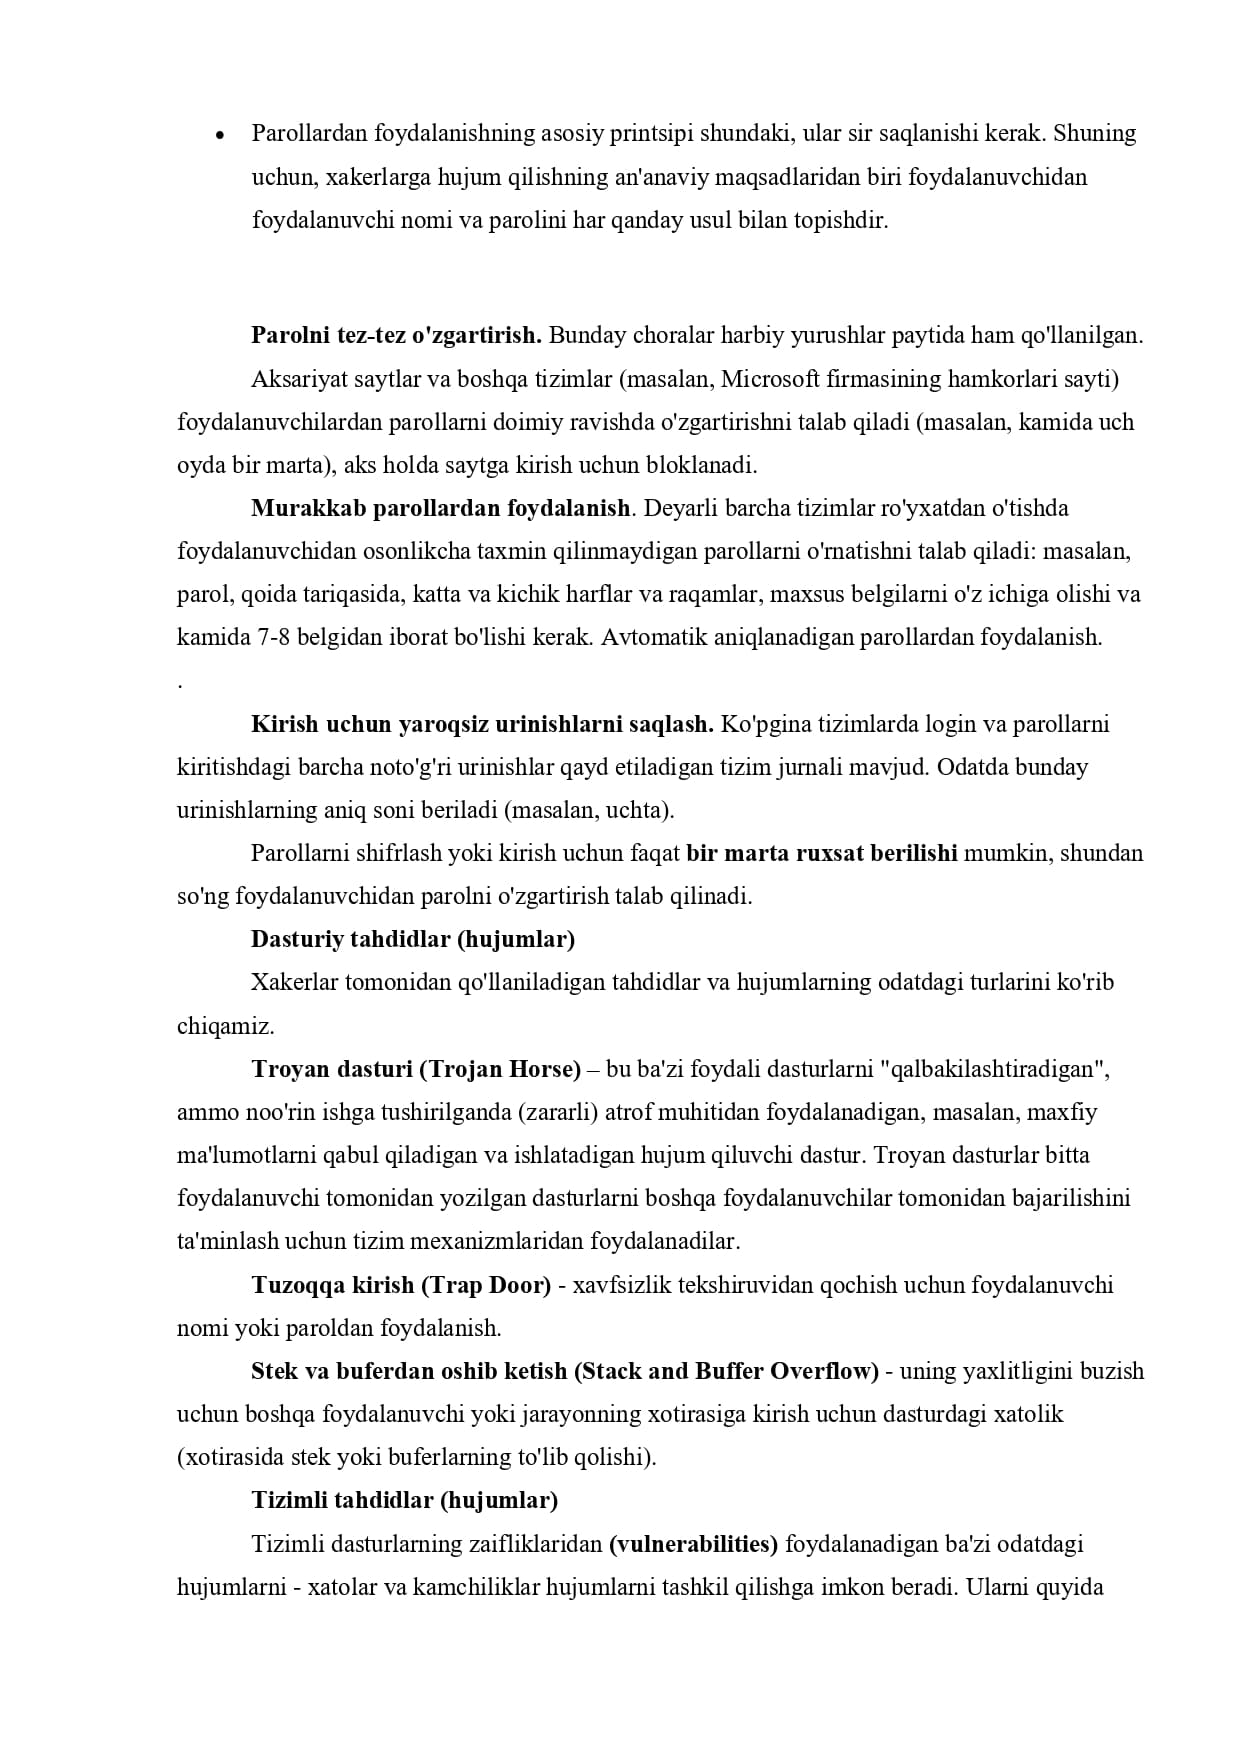 • Parollardan foydalanishning asosiy printsipi shundaki, ular sir saqlanishi kerak. Shuning
uchun, xakerlarga hujum qilishning an'anaviy maqsadlaridan biri foydalanuvchidan
foydalanuvchi nomi va parolini har qanday usul bilan topishdir.
Parolni tez-tez o'zgartirish. Bunday choralar harbiy yurushlar paytida ham qo'llanilgan.
Aksariyat saytlar va boshqa tizimlar (masalan, Microsoft firmasining hamkorlari sayti)
foydalanuvchilardan parollarni doimiy ravishda o'zgartirishni talab qiladi (masalan, kamida uch
oyda bir marta), aks holda saytga kirish uchun bloklanadi.
Murakkab parollardan foydalanish. Deyarli barcha tizimlar ro'yxatdan o'tishda
foydalanuvchidan osonlikcha taxmin qilinmaydigan parollarni o'rnatishni talab qiladi: masalan,
parol, qoida tariqasida, katta va kichik harflar va raqamlar, maxsus belgilarni o'z ichiga olishi va
kamida 7-8 belgidan iborat bo'lishi kerak. Avtomatik aniqlanadigan parollardan foydalanish.
.
Kirish uchun yaroqsiz urinishlarni saqlash. Ko'pgina tizimlarda login va parollarni
kiritishdagi barcha noto'g'ri urinishlar qayd etiladigan tizim jurnali mavjud. Odatda bunday
urinishlarning aniq soni beriladi (masalan, uchta).
Parollarni shifrlash yoki kirish uchun faqat bir marta ruxsat berilishi mumkin, shundan
so'ng foydalanuvchidan parolni o'zgartirish talab qilinadi.
Dasturiy tahdidlar (hujumlar)
Xakerlar tomonidan qo'llaniladigan tahdidlar va hujumlarning odatdagi turlarini ko'rib
chiqamiz.
Troyan dasturi (Trojan Horse) – bu ba'zi foydali dasturlarni "qalbakilashtiradigan",
ammo noo'rin ishga tushirilganda (zararli) atrof muhitidan foydalanadigan, masalan, maxfiy
ma'lumotlarni qabul qiladigan va ishlatadigan hujum qiluvchi dastur. Troyan dasturlar bitta
foydalanuvchi tomonidan yozilgan dasturlarni boshqa foydalanuvchilar tomonidan bajarilishini
ta'minlash uchun tizim mexanizmlaridan foydalanadilar.
Tuzoqqa kirish (Trap Door) - xavfsizlik tekshiruvidan qochish uchun foydalanuvchi
nomi yoki paroldan foydalanish.
Stek va buferdan oshib ketish (Stack and Buffer Overflow) - uning yaxlitligini buzish
uchun boshqa foydalanuvchi yoki jarayonning xotirasiga kirish uchun dasturdagi xatolik
(xotirasida stek yoki buferlarning to'lib qolishi).
Tizimli tahdidlar (hujumlar)
Tizimli dasturlarning zaifliklaridan (vulnerabilities) foydalanadigan ba'zi odatdagi
hujumlarni - xatolar va kamchiliklar hujumlarni tashkil qilishga imkon beradi. Ularni quyida